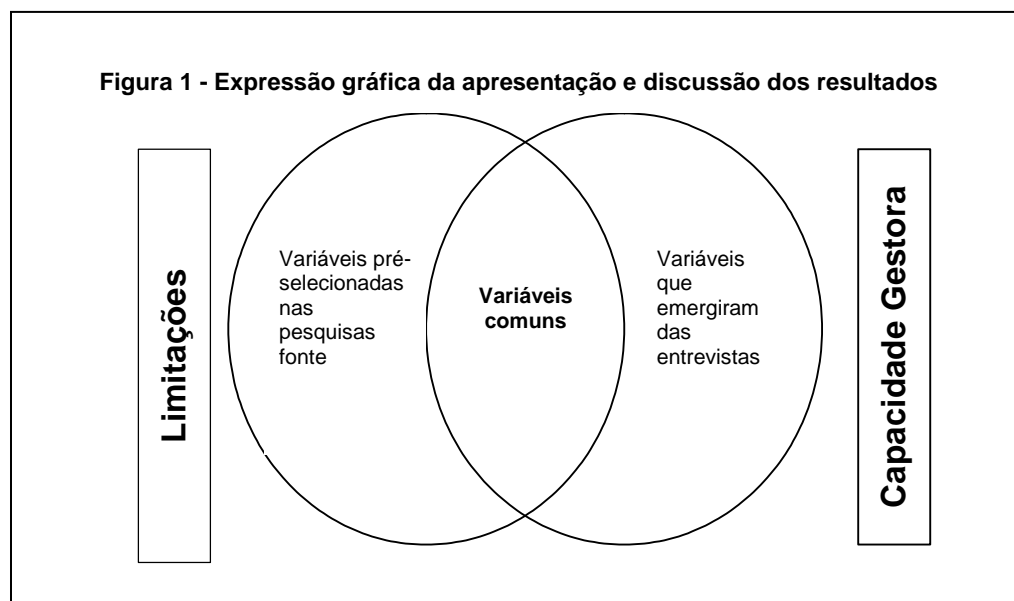 Figura 1 - Expressão gráfica da apresentação e discussão dos resultados
Limitações
Variáveis pré-
selecionadas
nas
pesquisas
fonte
Variáveis
comuns
Variáveis
que
emergiram
das
entrevistas
Capacidade Gestora